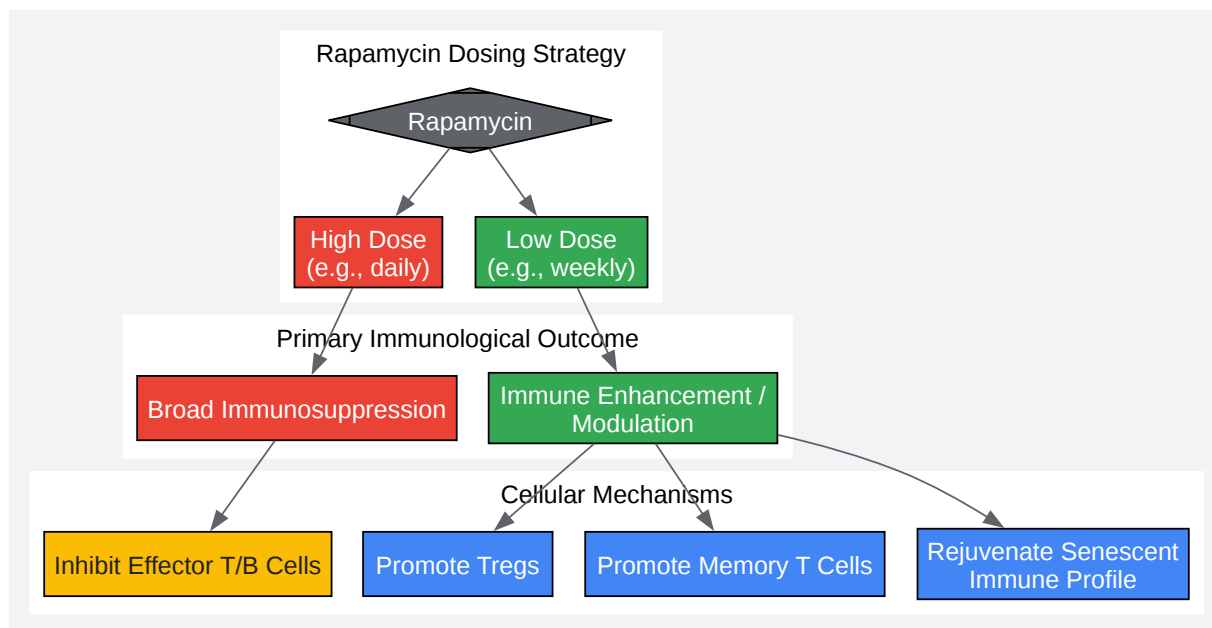 Rapamycin Dosing Strategy
Rapamycin
High Dose
(e.g., daily)
Low Dose
(e.g., weekly)
Primary Immunological Outcome
Broad Immunosuppression
Immune Enhancement /
Modulation
Cellular Mechanisms
Inhibit Effector T/B Cells
Promote Tregs
Promote Memory T Cells
Rejuvenate Senescent
Immune Profile